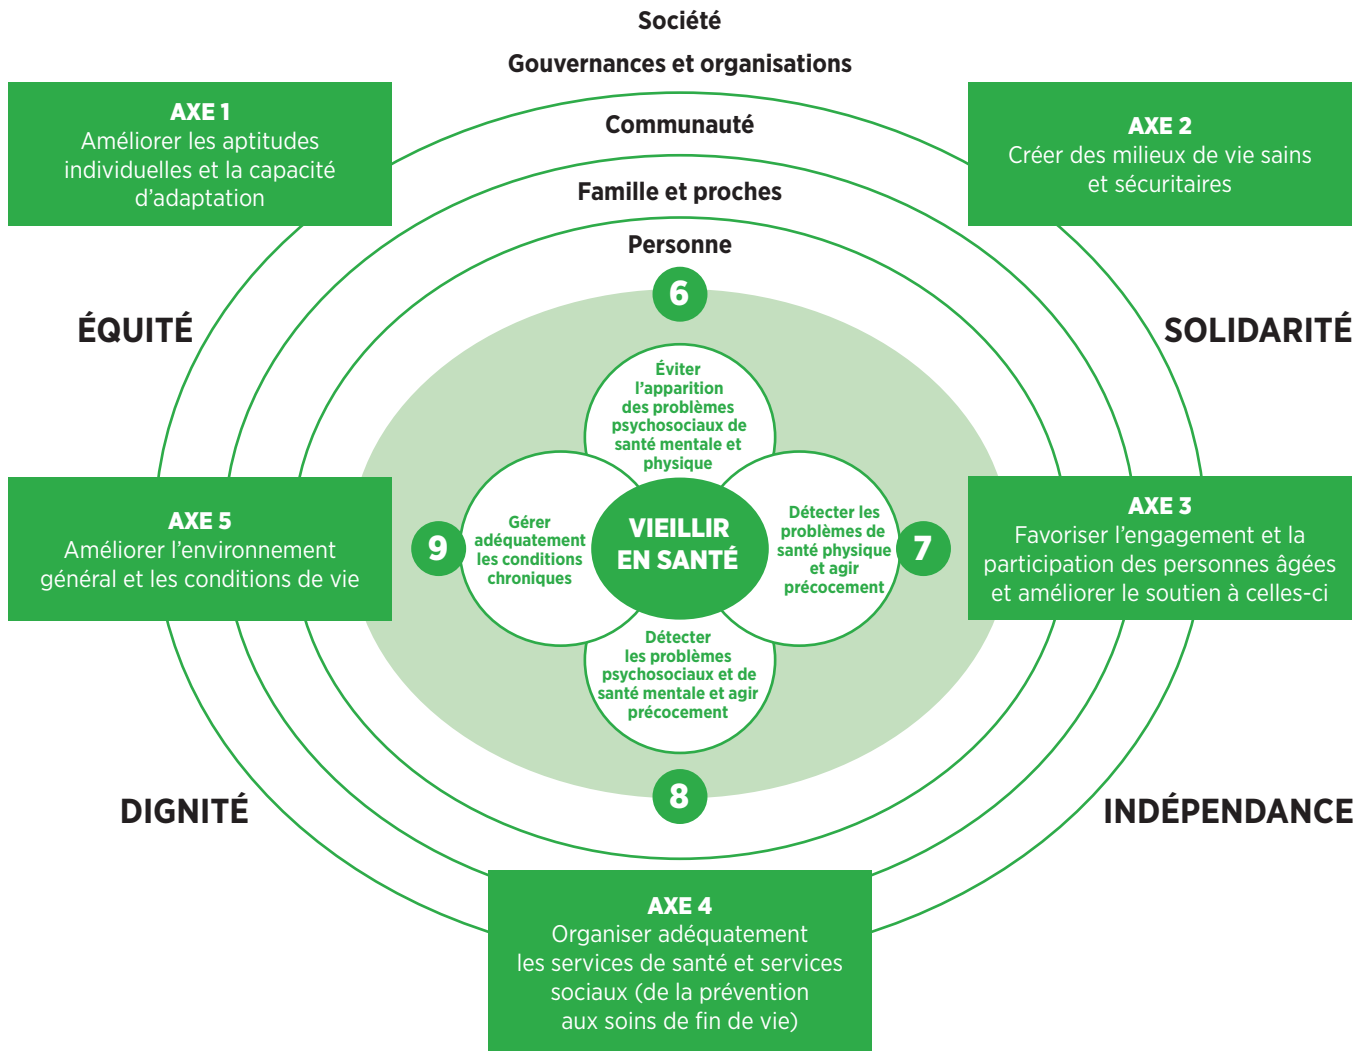 Société
Gouvernances et organisations
AXE 1
Améliorer les aptitudes
individuelles et la capacité
d'adaptation
Communauté
AXE 2
Créer des milieux de vie sains
et sécuritaires
Famille et proches
Personne
6
ÉQUITÉ
SOLIDARITÉ
Éviter
l'apparition
des problèmes
psychosociaux de
santé mentale et
physique
AXE 5
Améliorer l'environnement
général et les conditions de vie
9
Gérer
adéquatement
les conditions
chroniques
VIEILLIR
EN SANTÉ
Détecter les
problèmes de
santé physique
et agir
précocement
7
AXE 3
Favoriser l'engagement et la
participation des personnes âgées
et améliorer le soutien à celles-ci
Détecter
les problèmes
psychosociaux et de
santé mentale et agir
précocement
8
DIGNITÉ
INDÉPENDANCE
AXE 4
Organiser adéquatement
les services de santé et services
sociaux (de la prévention
aux soins de fin de vie)